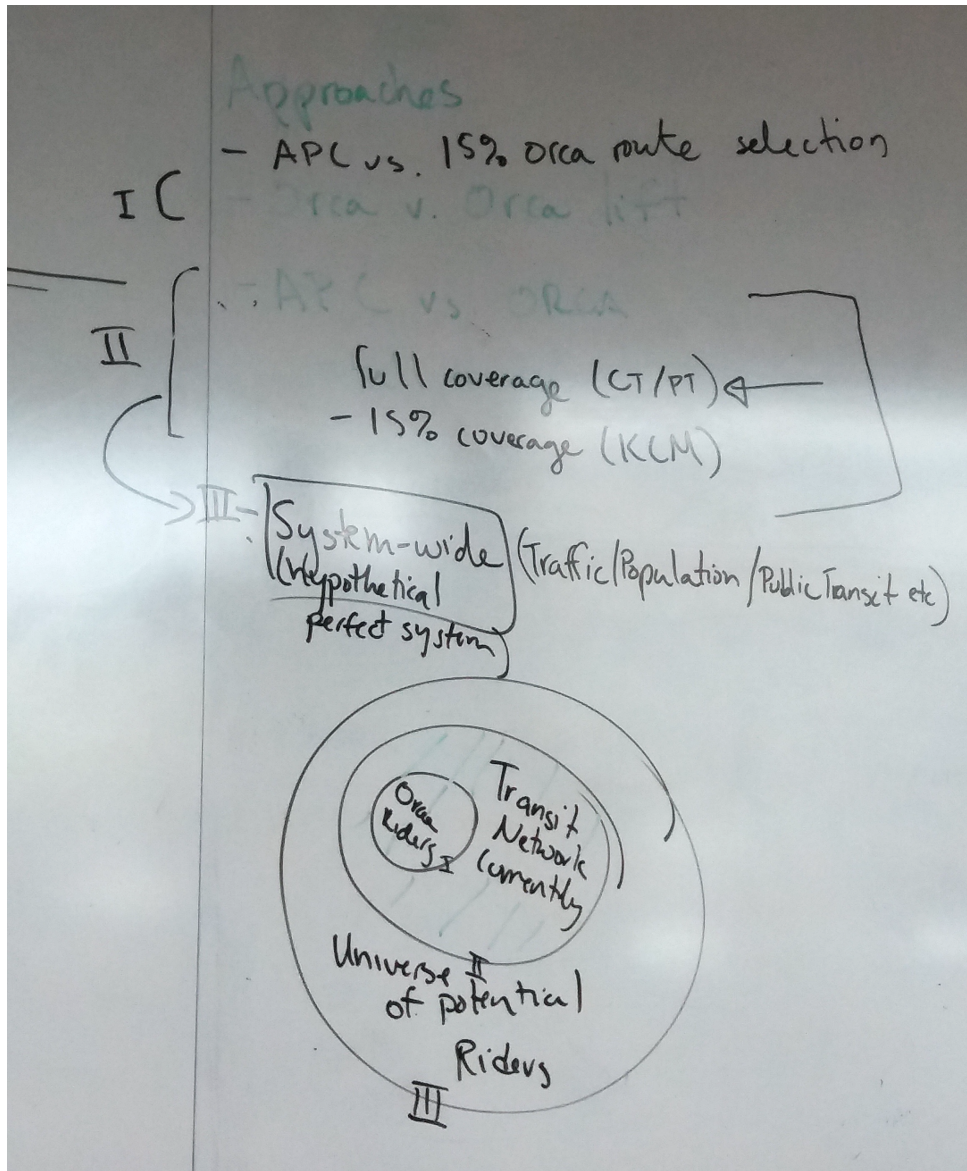 Approaches
- APC vs. 15% Orca route selection
I
- Orca v. Orca lift
- APC vs ORCA
II
full coverage (CT/PT)
- 15% coverage (KCM)
III - System-wide (Traffic/Population/Public Transit etc)
(Hypothetical
perfect system)
Orca
Riders I
Transit
Network
Currently
II
Universe
of potential
Riders
III